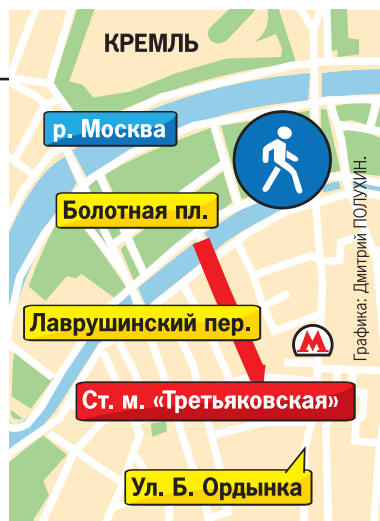 КРЕМЛЬ
р. Москва
Болотная пл.
Лаврушинский пер.
М
Ст. м. «Третьяковская»
Ул. Б. Ордынка
Графика: Дмитрий ПОЛУХИН.